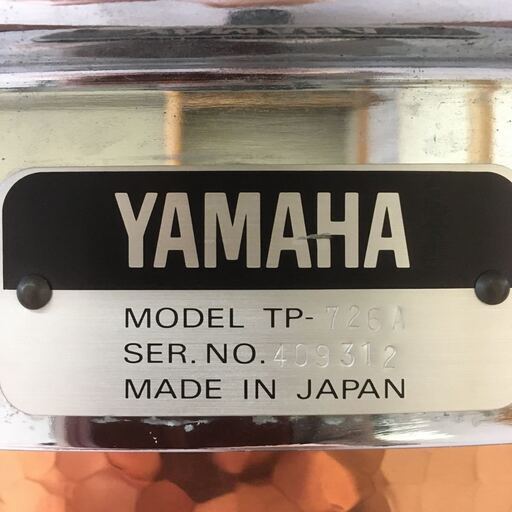 YAMAHA
MODEL TP-726A
SER.NO.409312
MADE IN JAPAN